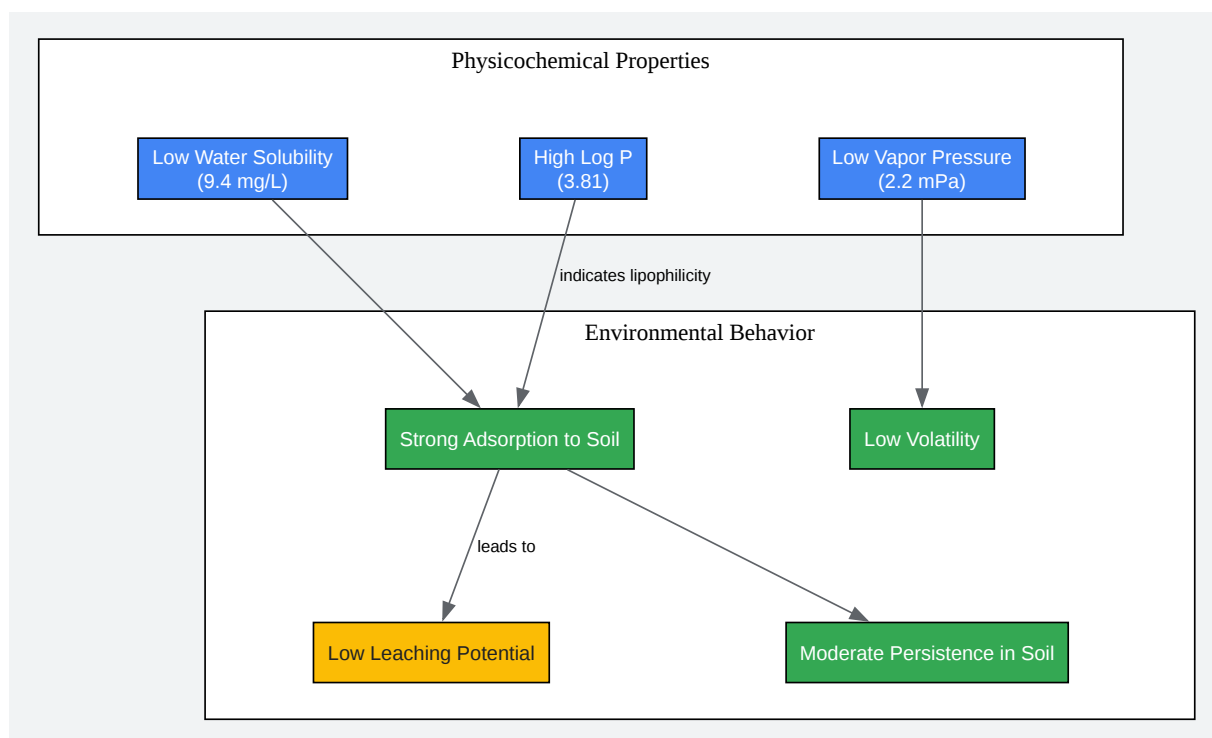 Physicochemical Properties
Low Water Solubility
(9.4 mg/L)
High Log P
(3.81)
Low Vapor Pressure
(2.2 mPa)
indicates lipophilicity
Environmental Behavior
Strong Adsorption to Soil
Low Volatility
leads to
Low Leaching Potential
Moderate Persistence in Soil